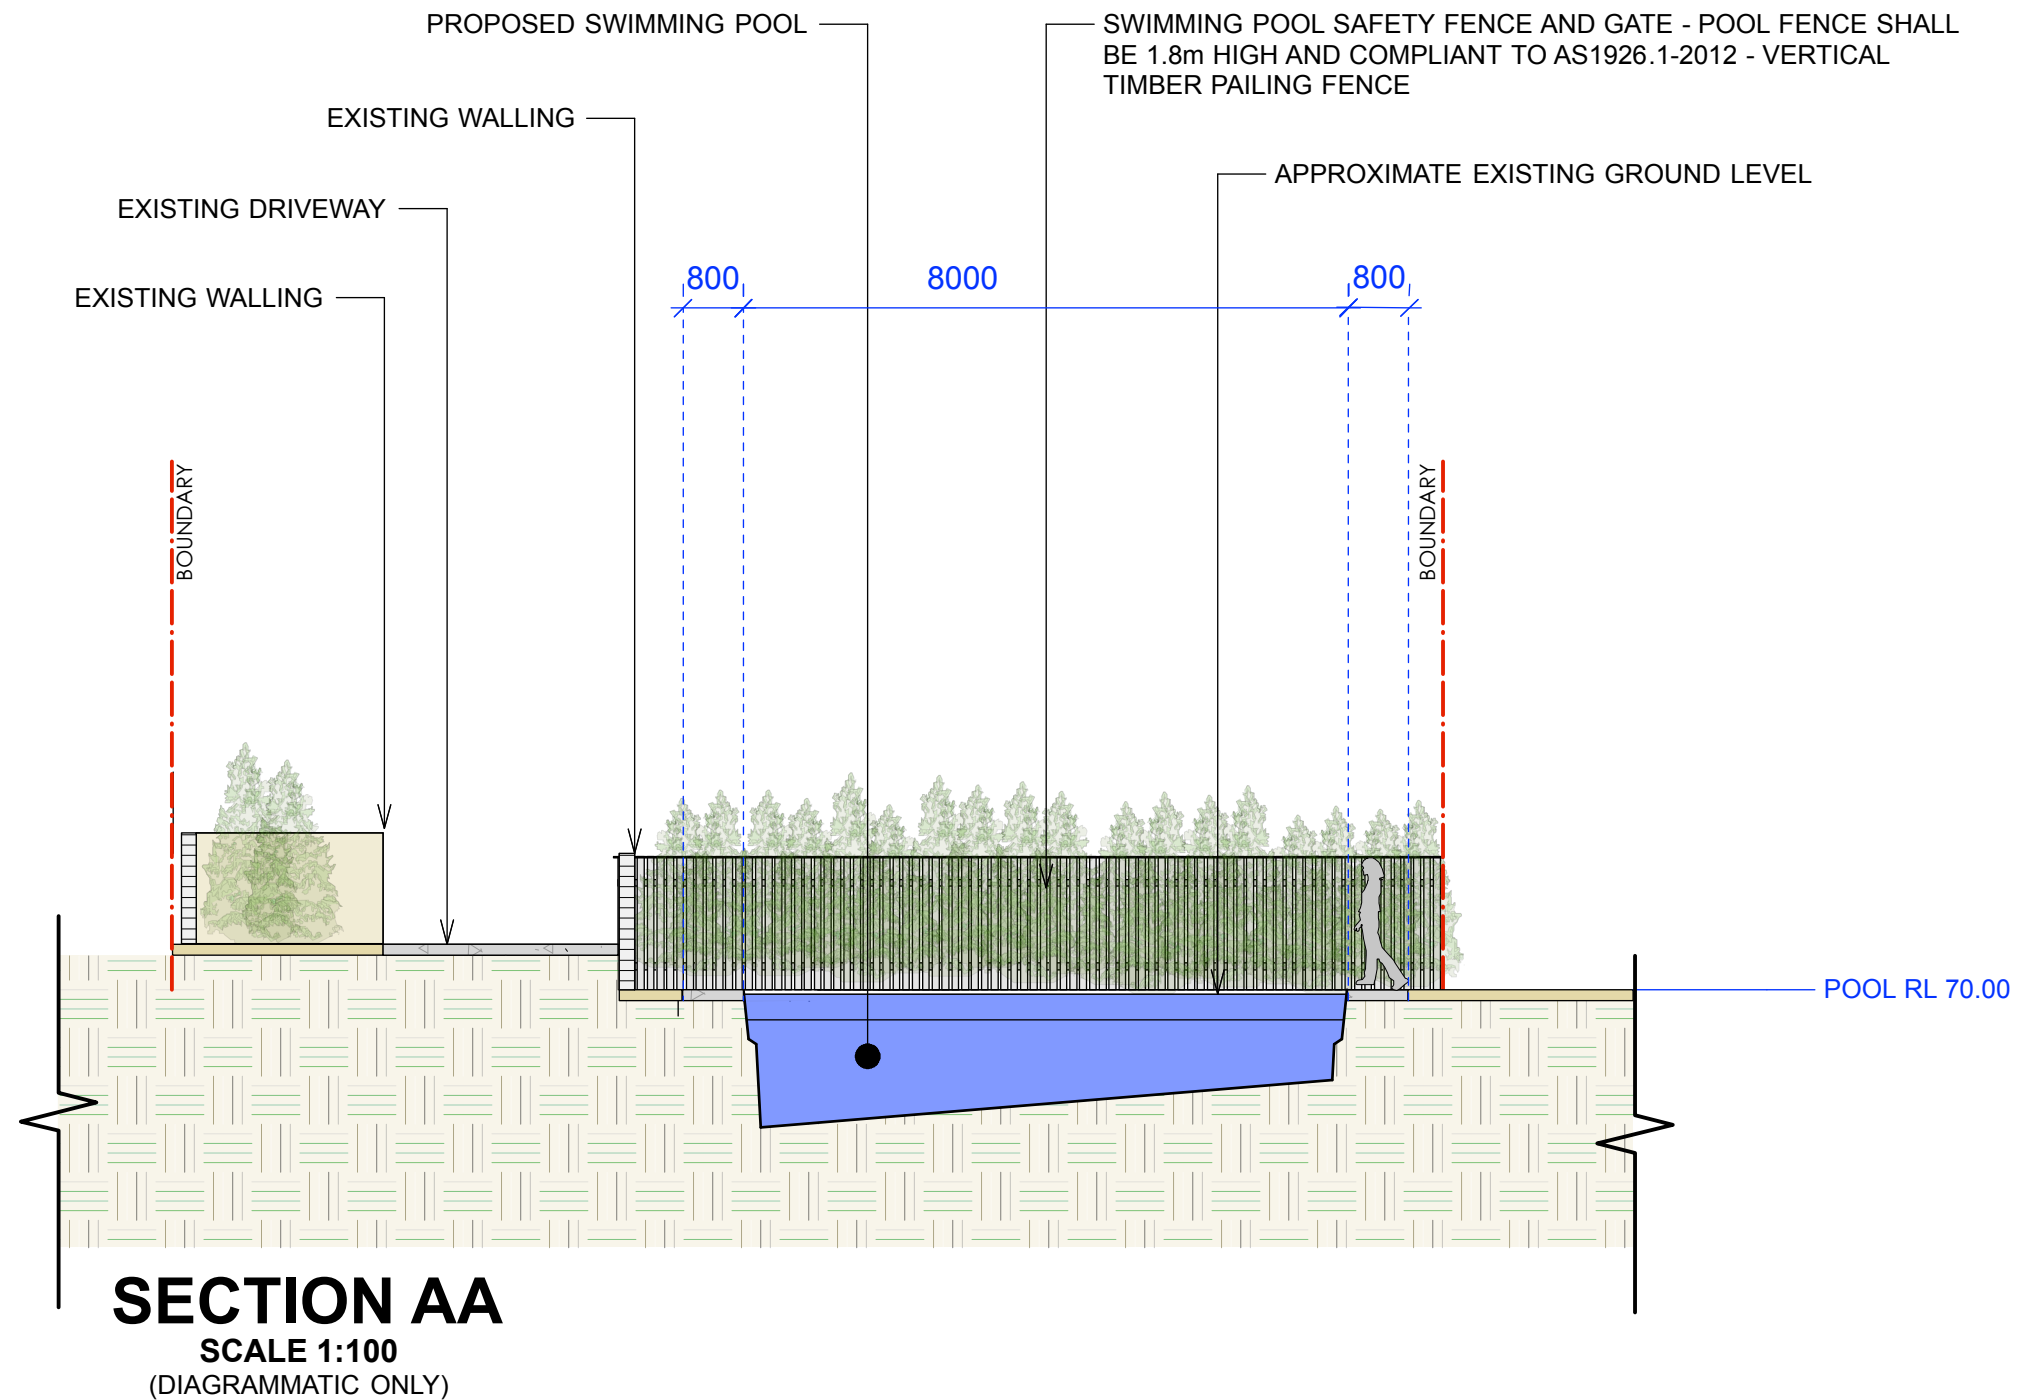 PROPOSED SWIMMING POOL
SWIMMING POOL SAFETY FENCE AND GATE - POOL FENCE SHALL
BE 1.8m HIGH AND COMPLIANT TO AS1926.1-2012 - VERTICAL
TIMBER PAILING FENCE
EXISTING WALLING
APPROXIMATE EXISTING GROUND LEVEL
EXISTING DRIVEWAY
EXISTING WALLING
800
8000
800
BOUNDARY
BOUNDARY
POOL RL 70.00
SECTION AA
SCALE 1:100
(DIAGRAMMATIC ONLY)